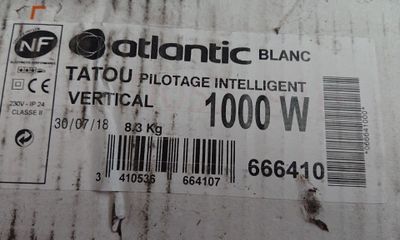 NF
atlantic BLANC
TATOU PILOTAGE INTELLIGENT
VERTICAL 1000 W
230V - IP 24
CLASSE II
30/07/18 8,3 Kg
666410
3 410536 664107
*0666410000*